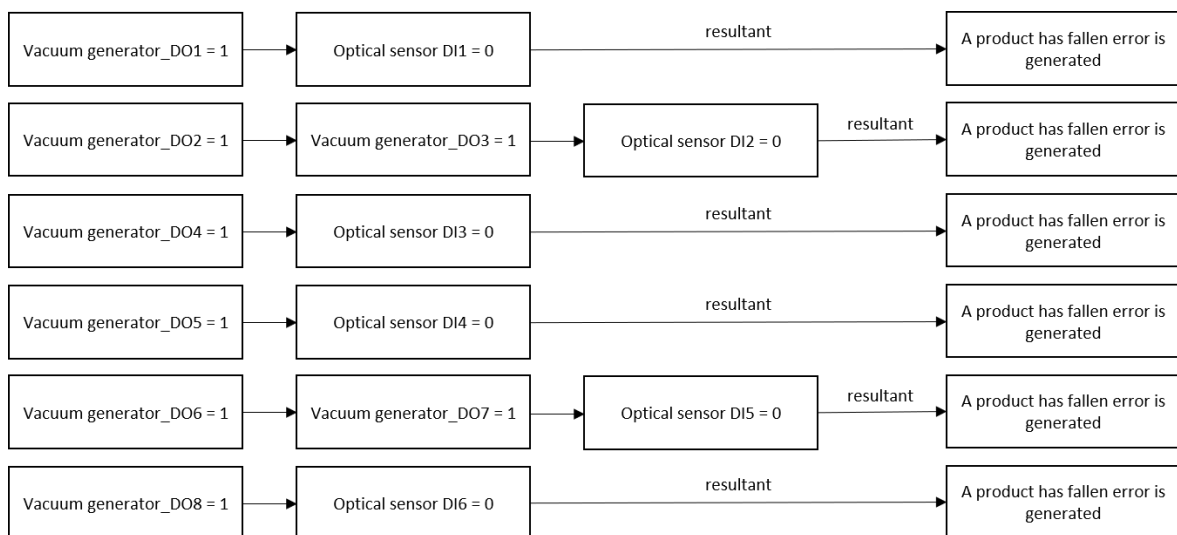 Vacuum generator_DO1 = 1
Optical sensor DI1 = 0
resultant
A product has fallen error is
generated
Vacuum generator_DO2 = 1
Vacuum generator_DO3 = 1
Optical sensor DI2 = 0
resultant
A product has fallen error is
generated
Vacuum generator_DO4 = 1
Optical sensor DI3 = 0
resultant
A product has fallen error is
generated
Vacuum generator_DO5 = 1
Optical sensor DI4 = 0
resultant
A product has fallen error is
generated
Vacuum generator_DO6 = 1
Vacuum generator_DO7 = 1
Optical sensor DI5 = 0
resultant
A product has fallen error is
generated
Vacuum generator_DO8 = 1
Optical sensor DI6 = 0
resultant
A product has fallen error is
generated